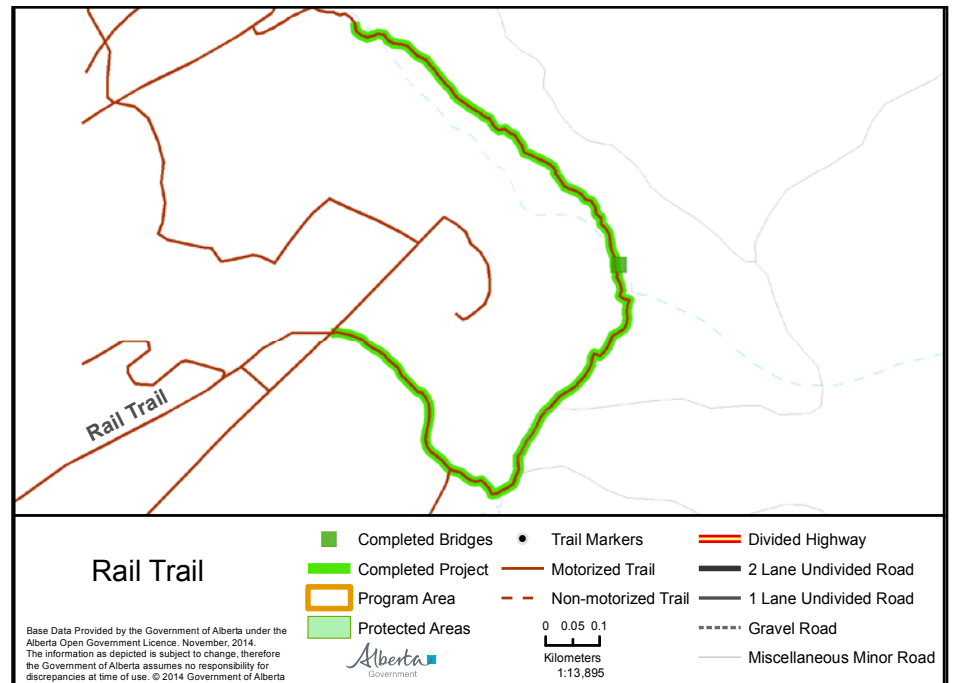 Rail Trail
Rail Trail
Base Data Provided by the Government of Alberta under the
Alberta Open Government Licence. November, 2014.
The information as depicted is subject to change, therefore
the Government of Alberta assumes no responsibility for
discrepancies at time of use. © 2014 Government of Alberta
Completed Bridges
Completed Project
Program Area
Protected Areas
Alberta
Government
Trail Markers
Motorized Trail
Non-motorized Trail
0 0.05 0.1
Kilometers
1:13,895
Divided Highway
2 Lane Undivided Road
1 Lane Undivided Road
Gravel Road
Miscellaneous Minor Road